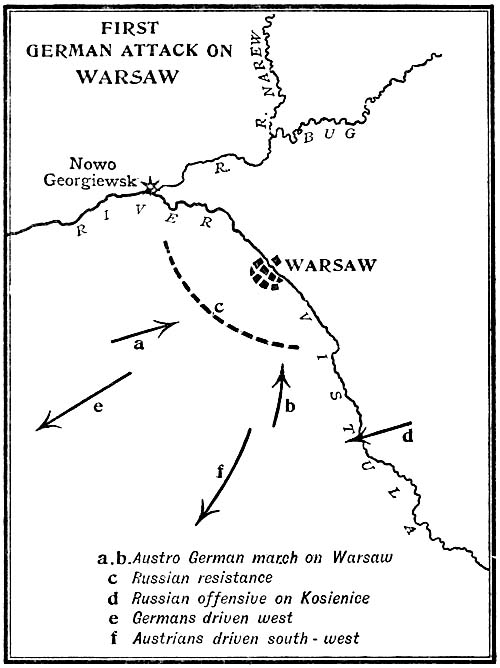 FIRST
GERMAN ATTACK ON
WARSAW
R. NAREW
R. BUG
Nowo
Georgiewsk
RIVER VISTULA
WARSAW
c
a
e
b
d
f
a,b. Austro German march on Warsaw
c Russian resistance
d Russian offensive on Kosienice
e Germans driven west
f Austrians driven south-west